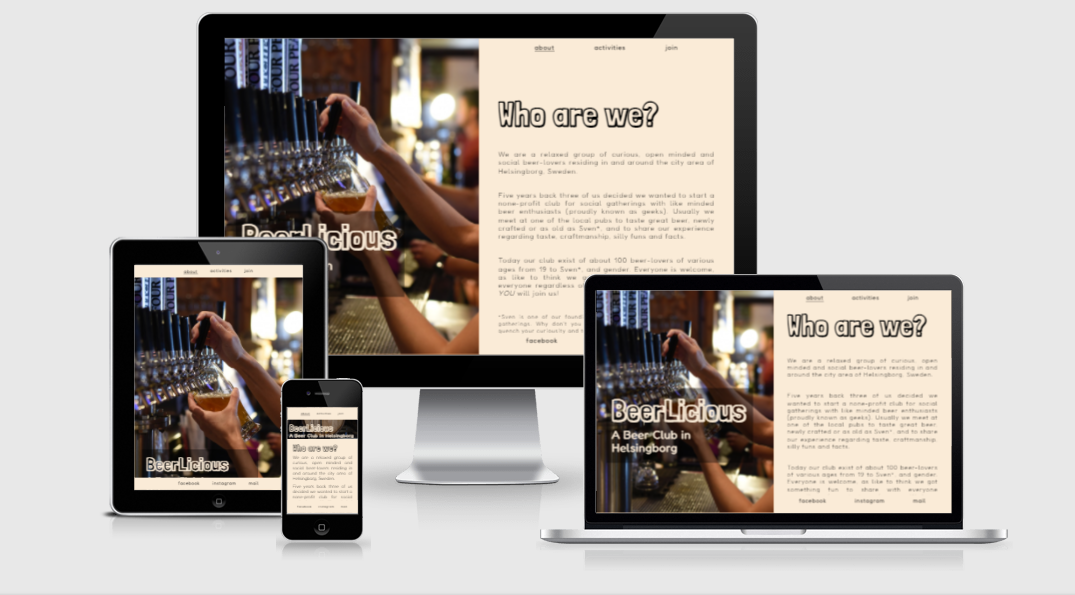 about activities join
OUR
OUR PE
Who are we?
We are a relaxed group of curious, open minded and
social beer-lovers residing in and around the city area of
Helsingborg, Sweden.
Five years back three of us decided we wanted to start a
none-profit club for social gatherings with like minded
beer enthusiasts (proudly known as geeks). Usually we
meet at one of the local pubs to taste great beer, newly
crafted or as old as Sven*, and to share our experience
regarding taste, craftmanship, silly funs and facts.
BeerLicious
Today our club exist of about 100 beer-lovers of various
ages from 19 to Sven*, and gender. Everyone is welcome,
as like to think we
everyone regardless
YOU will join us!
*Sven is one of our found
gatherings. Why don't you
quench your curiousity and
facebook
about activities join
BeerLicious
facebook instagram mail
about activities join
BeerLicious
A Beer Club in Helsingborg
Who are we?
We are a relaxed group of
curious, open minded and
social beer-lovers residing in
and around the city area of
Helsingborg, Sweden.
Five years back three of us
decided we wanted to start a
none-profit club for social
facebook instagram mail
about activities join
BeerLicious
A Beer Club in
Helsingborg
Who are we?
We are a relaxed group of curious, open
minded and social beer-lovers residing in and
around the city area of Helsingborg, Sweden.
Five years back three of us decided we
wanted to start a none-profit club for social
gatherings with like minded beer enthusiasts
(proudly known as geeks). Usually we meet at
one of the local pubs to taste great beer,
newly crafted or as old as Sven*, and to share
our experience regarding taste, craftmanship,
silly funs and facts.
Today our club exist of about 100 beer-lovers
of various ages from 19 to Sven*, and gender.
Everyone is welcome, as like to think we got
something fun to share with everyone
facebook instagram mail